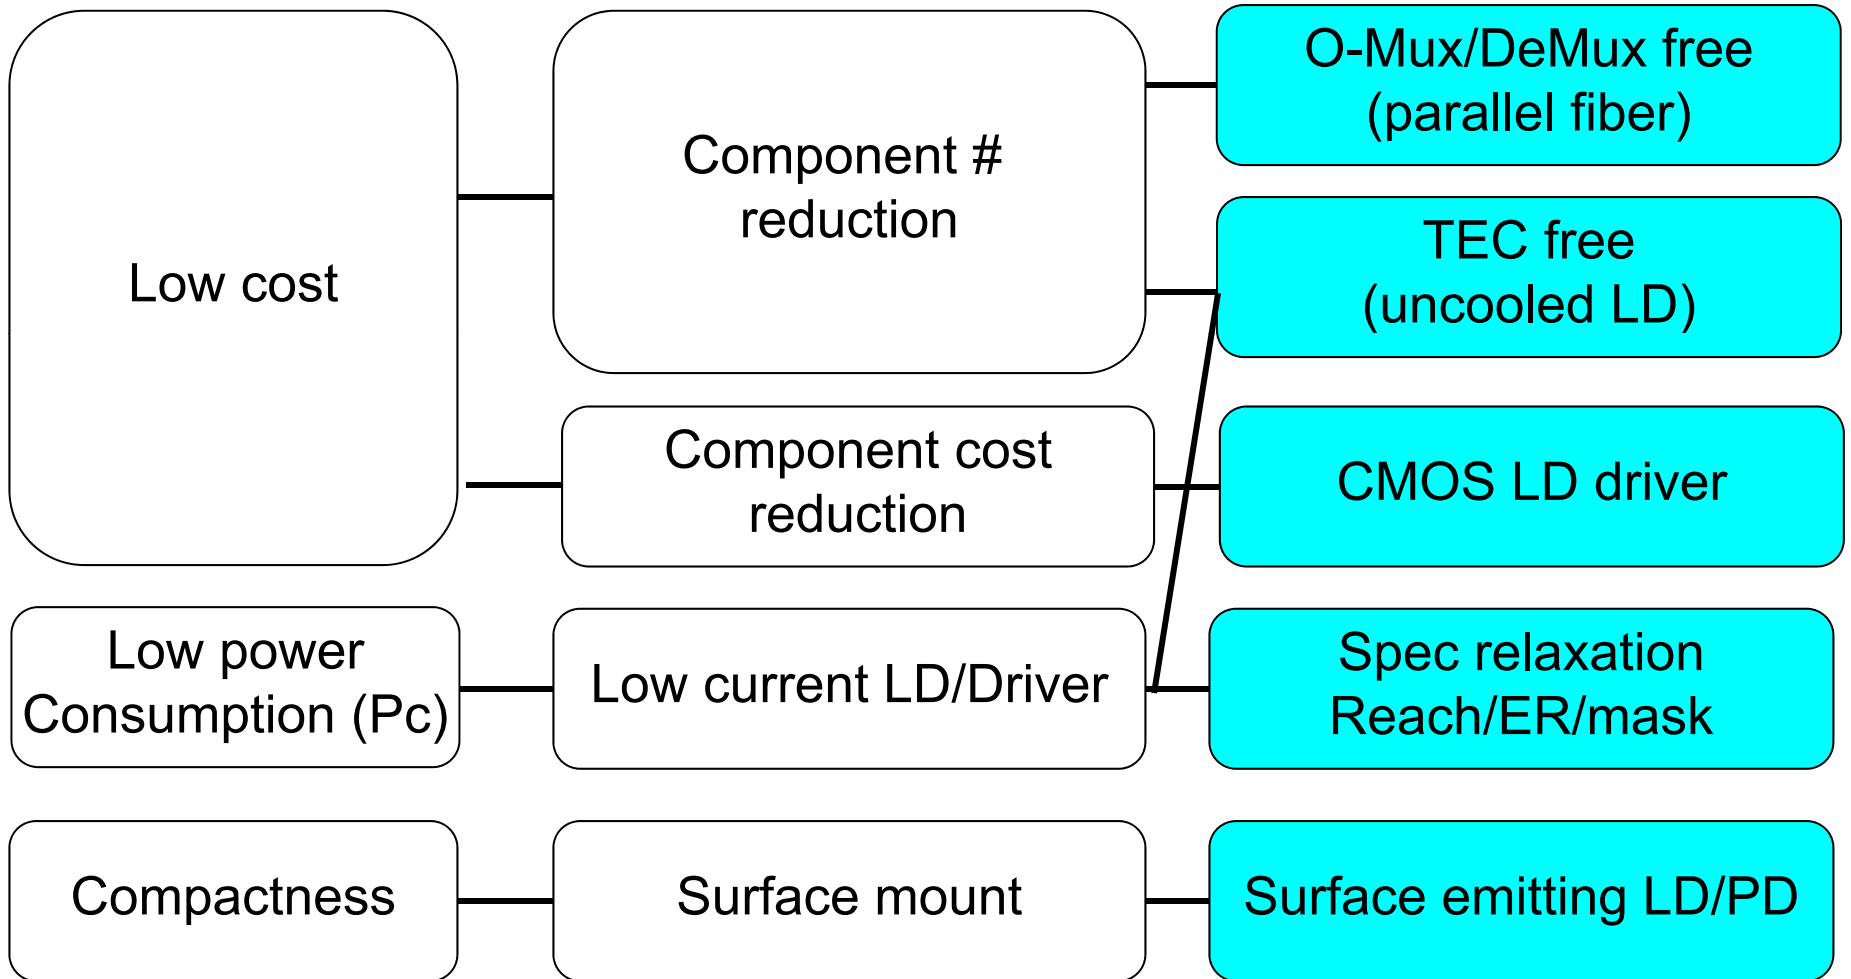 Low cost
Component #
reduction
O-Mux/DeMux free
(parallel fiber)
TEC free
(uncooled LD)
Component cost
reduction
CMOS LD driver
Low power
Consumption (Pc)
Low current LD/Driver
Spec relaxation
Reach/ER/mask
Compactness
Surface mount
Surface emitting LD/PD